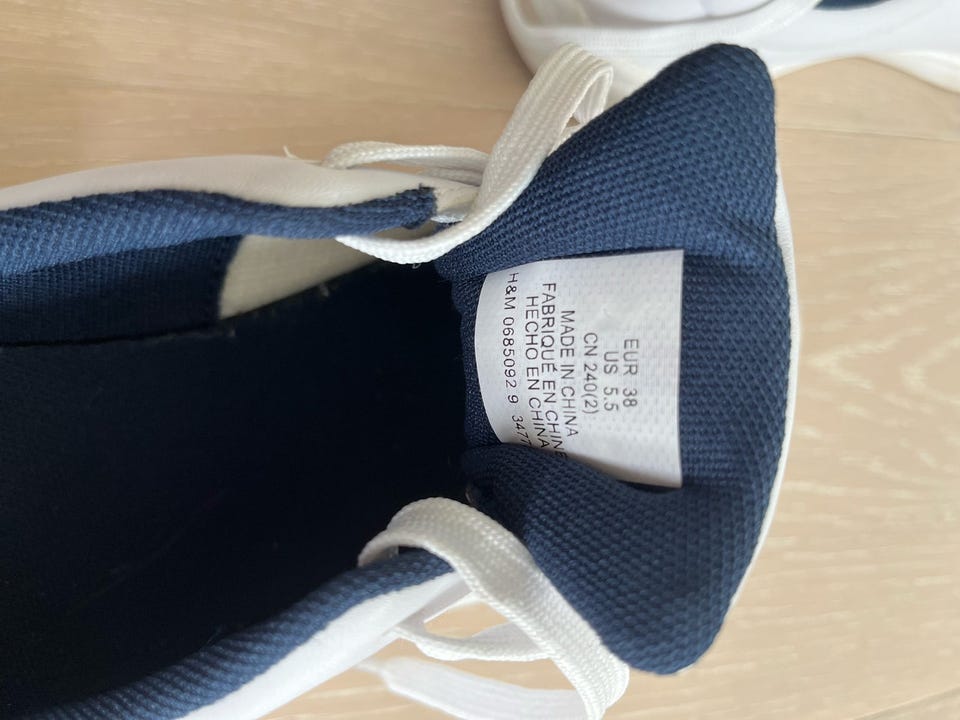 EUR 38
US 5.5
CN 240(2)
MADE IN CHINA
FABRIQUÉ EN CHINE
HECHO EN CHINA
H&M 0685092 9